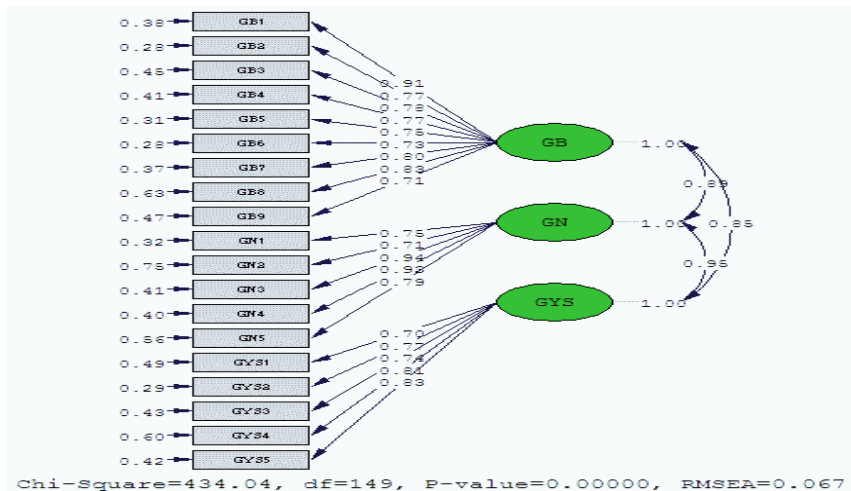 0.38 GB1
0.28 GB2
0.45 GB3
0.41 GB4
0.31 GB5
0.28 GB6
0.37 GB7
0.63 GB8
0.47 GB9
0.32 GN1
0.75 GN2
0.41 GN3
0.40 GN4
0.56 GN5
0.49 GYS1
0.29 GYS2
0.43 GYS3
0.60 GYS4
0.42 GYS5
0.91
0.77
0.78
0.77
0.75
0.73
0.80
0.83
0.71
0.75
0.71
0.94
0.93
0.79
0.70
0.77
0.74
0.81
0.83
GB 1.00
GN 1.00
GYS 1.00
0.89
0.85
0.95
Chi-Square=434.04, df=149, P-value=0.00000, RMSEA=0.067